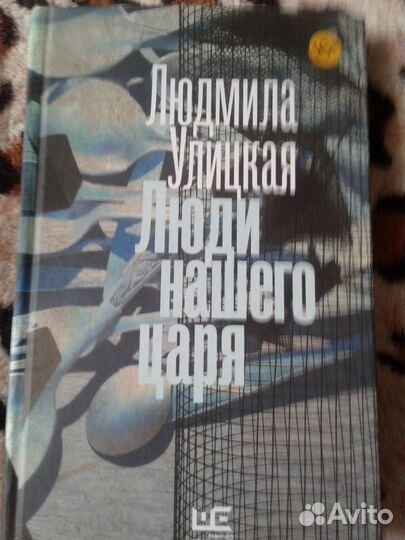 Людмила
Улицкая
Люди
нашего
царя
Avito